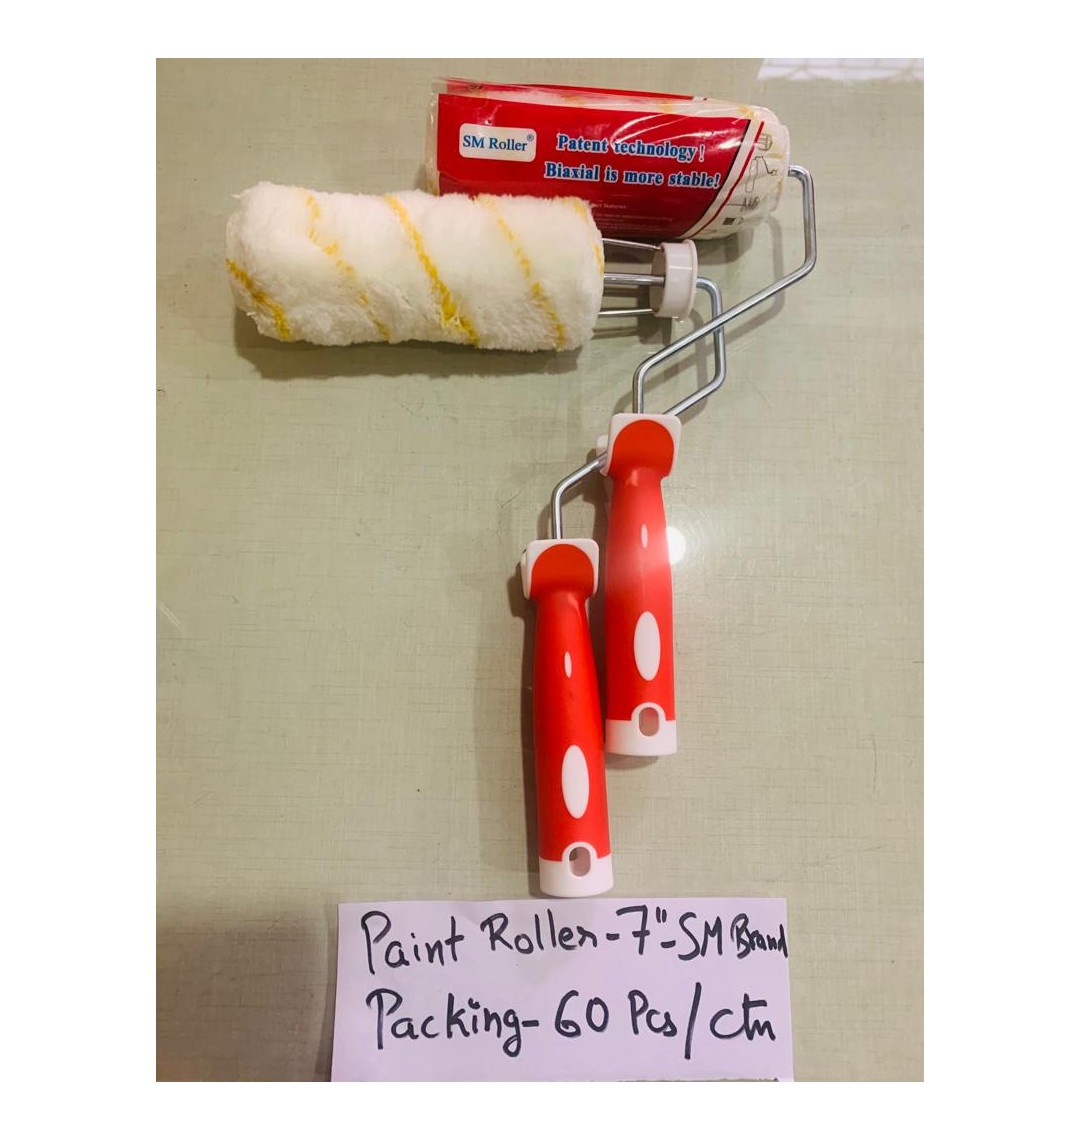 SM Roller®
Patent technology!
Biaxial is more stable!
Paint Roller-7"-SM Brand
Packing-60 Pcs/ctn